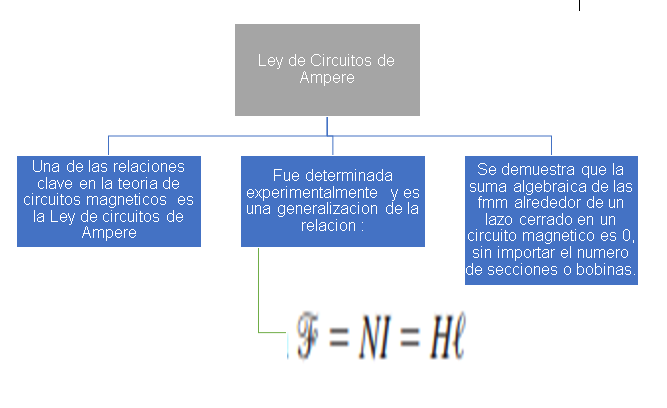 Ley de Circuitos de
Ampere
Una de las relaciones
clave en la teoria de
circuitos magneticos es
la Ley de circuitos de
Ampere
Fue determinada
experimentalmente y es
una generalizacion de la
relacion :
Se demuestra que la
suma algebraica de las
fmm alrededor de un
lazo cerrado en un
circuito magnetico es 0,
sin importar el numero
de secciones o bobinas.
ℱ = NI = Hℓ